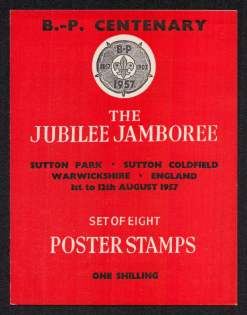 B.-P. CENTENARY
B-P
1857 1907
1957
THE
JUBILEE JAMBOREE
SUTTON PARK • SUTTON COLDFIELD
WARWICKSHIRE • ENGLAND
1st to 12th AUGUST 1957
SET OF EIGHT
POSTER STAMPS
ONE SHILLING